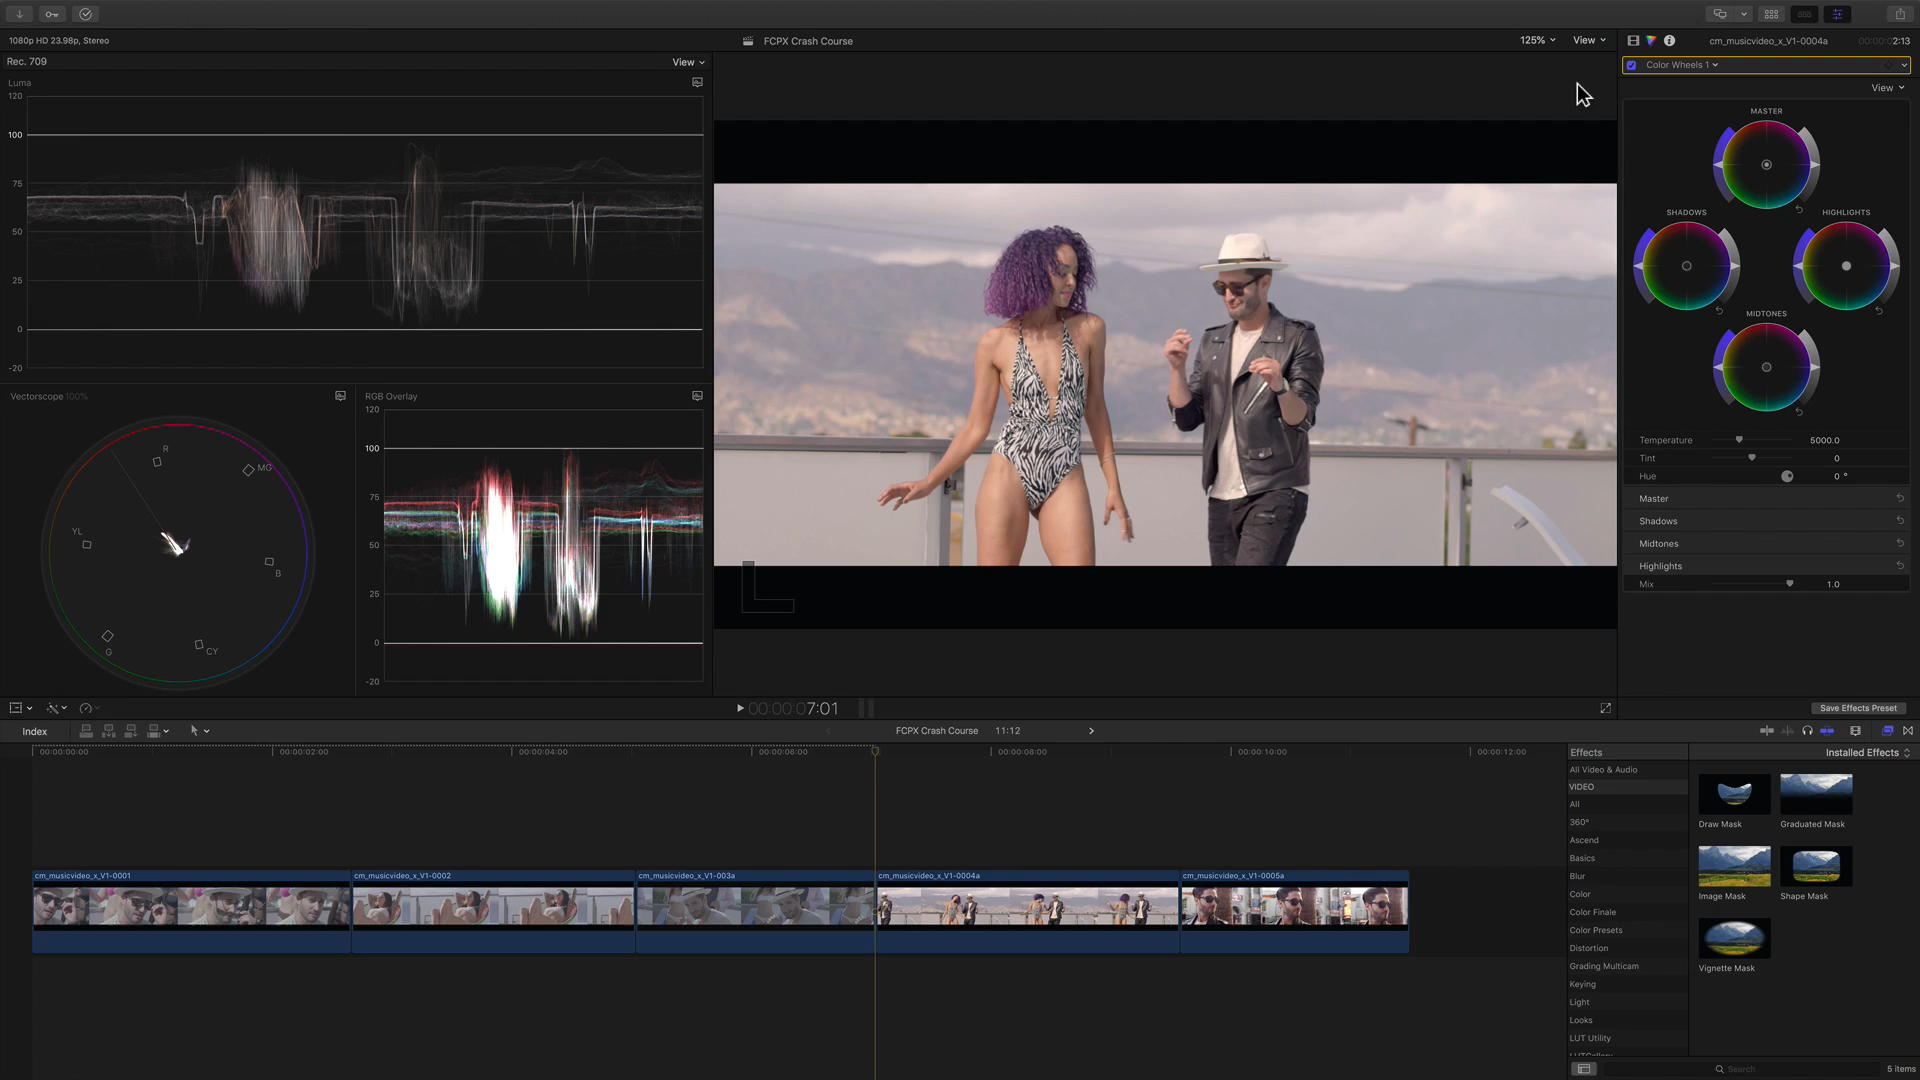 1080p HD 23.98p, Stereo
FCPX Crash Course
125%
View
cm_musicvideo_x_V1-0004a
00:00:02:13
Rec. 709
View
Color Wheels 1
View
Luma
120
100
75
50
25
0
-20
MASTER
SHADOWS
HIGHLIGHTS
MIDTONES
Temperature
5000.0
Tint
0
Hue
0 °
Master
Shadows
Midtones
Highlights
Mix
1.0
Vectorscope 100%
R
MG
YL
B
G
CY
RGB Overlay
120
100
75
50
25
0
-20
00:00:07:01
Save Effects Preset
Index
FCPX Crash Course
11:12
00:00:00:00
00:00:02:00
00:00:04:00
00:00:06:00
00:00:08:00
00:00:10:00
00:00:12:00
cm_musicvideo_x_V1-0001
cm_musicvideo_x_V1-0002
cm_musicvideo_x_V1-003a
cm_musicvideo_x_V1-0004a
cm_musicvideo_x_V1-0005a
Effects
Installed Effects
All Video & Audio
VIDEO
All
360°
Ascend
Basics
Blur
Color
Color Finale
Color Presets
Distortion
Grading Multicam
Keying
Light
Looks
LUT Utility
Draw Mask
Graduated Mask
Image Mask
Shape Mask
Vignette Mask
Search
5 items